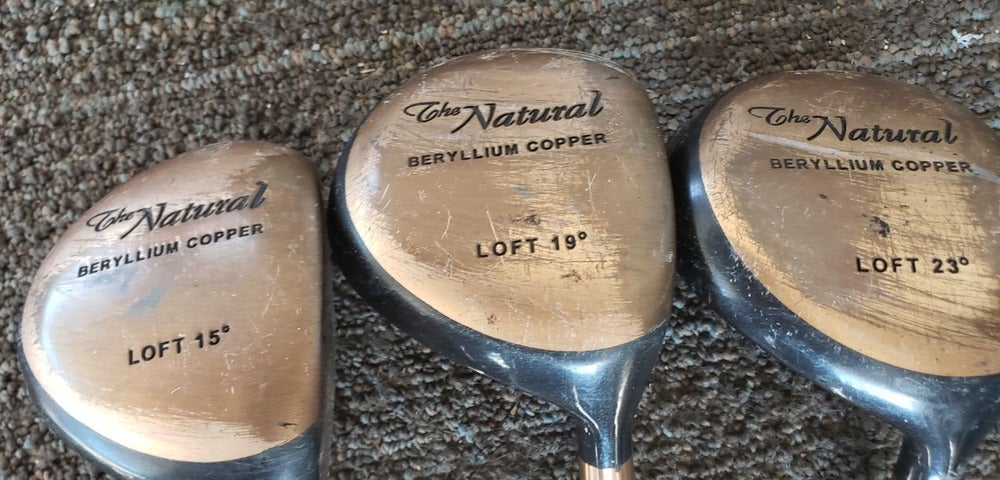 The Natural
BERYLLIUM COPPER
LOFT 15°
The Natural
BERYLLIUM COPPER
LOFT 19°
The Natural
BERYLLIUM COPPER
LOFT 23°